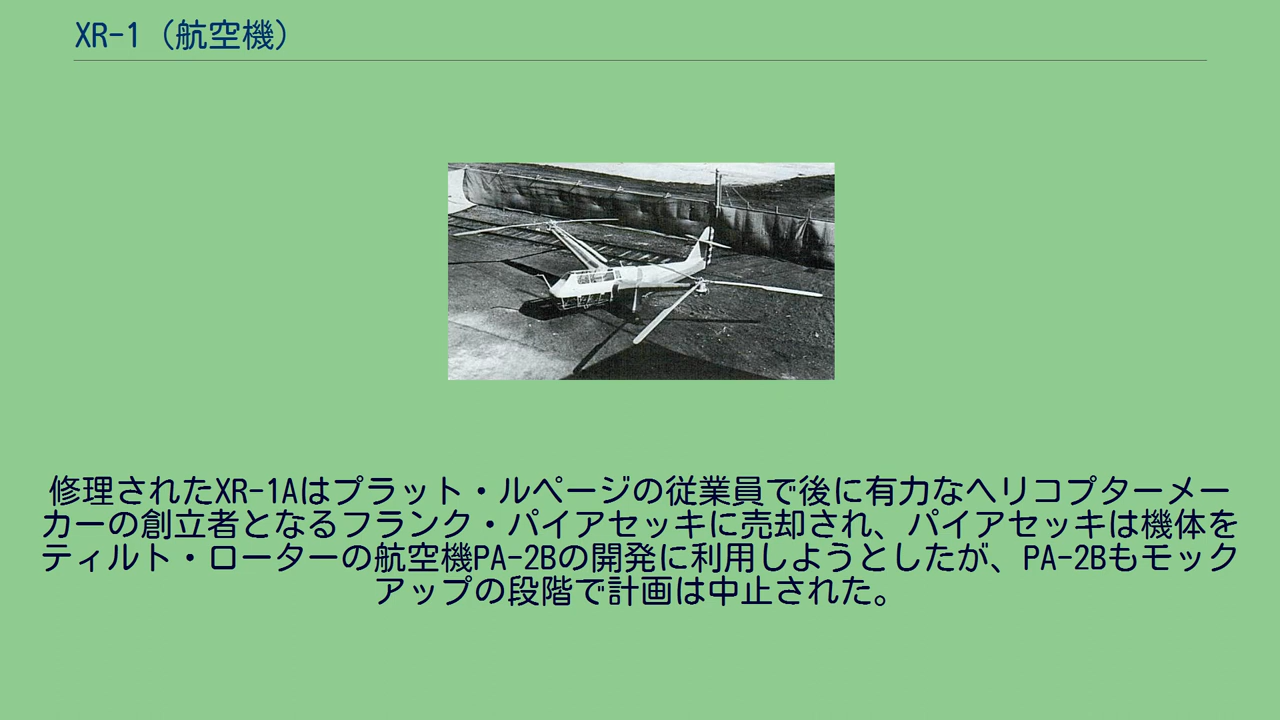 XR-1（航空機）
修理されたXR-1Aはプラット・ルページの従業員で後に有力なヘリコプターメー
カーの創立者となるフランク・パイアセッキに売却され、パイアセッキは機体を
ティルト・ローターの航空機PA-2Bの開発に利用しようとしたが、PA-2Bもモック
アップの段階で計画は中止された。